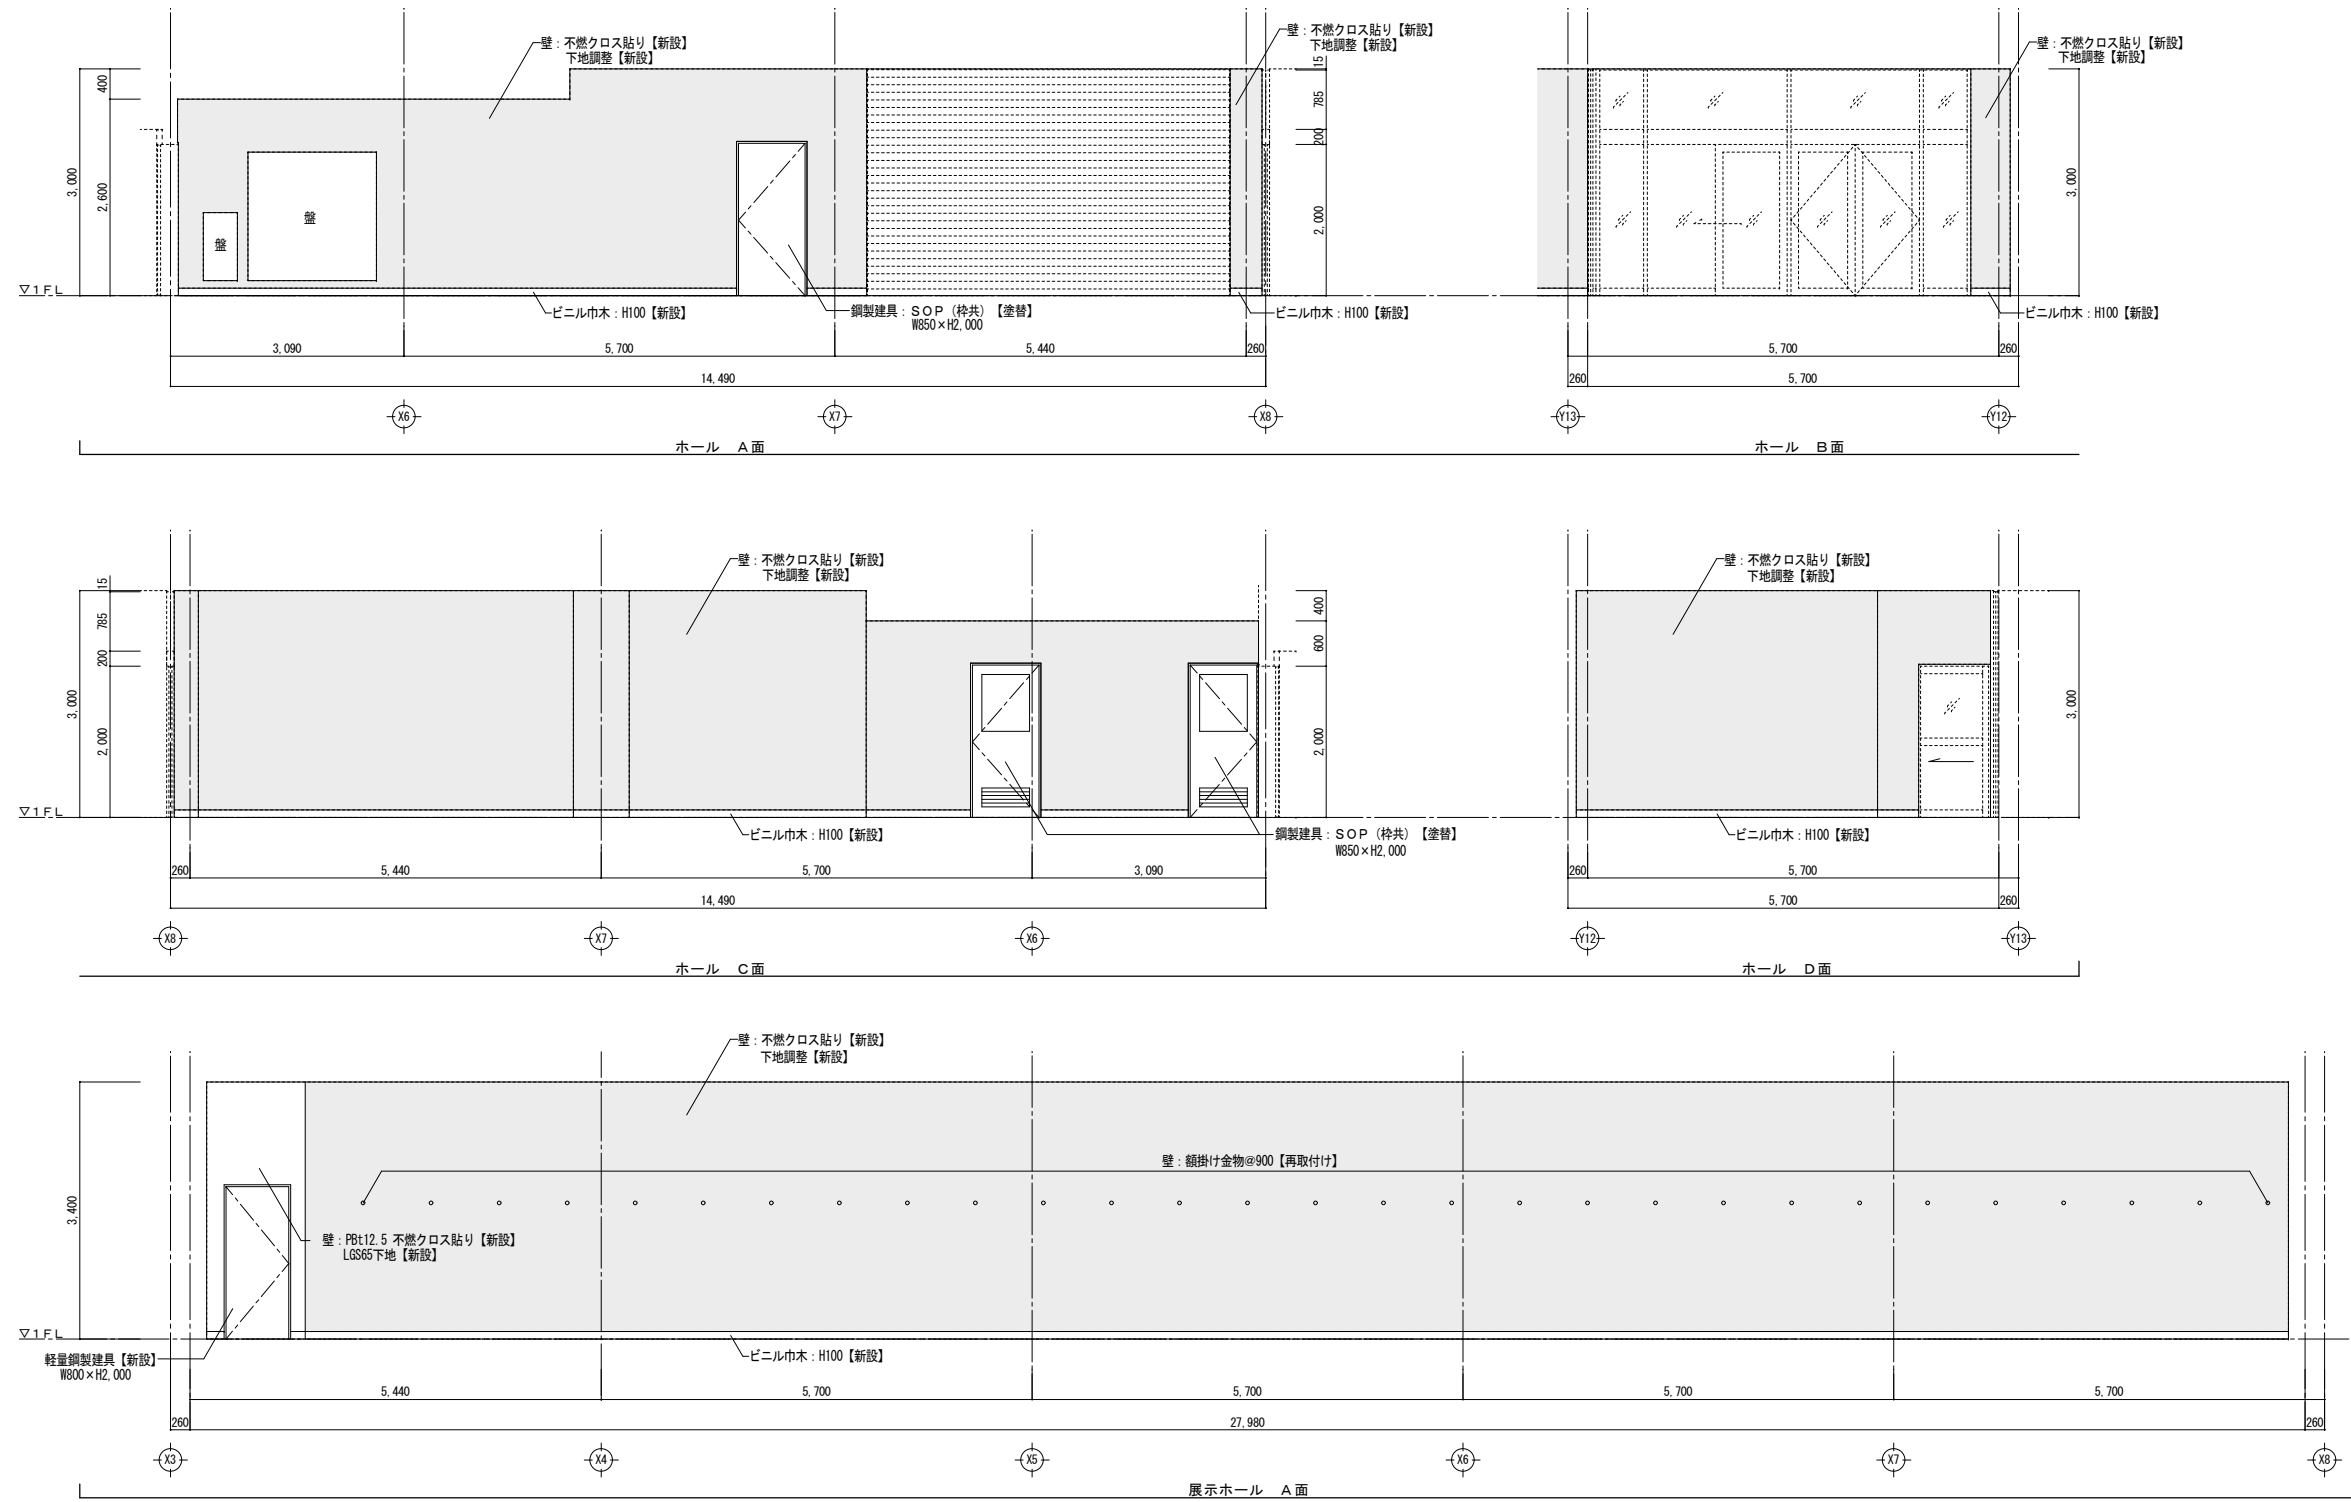 壁：不燃クロス貼り【新設】
下地調整【新設】
壁：不燃クロス貼り【新設】
下地調整【新設】
壁：不燃クロス貼り【新設】
下地調整【新設】
400
3,000
2,600
盤
盤
15
785
200
2,000
3,000
▽1FL
ビニル巾木：H100【新設】
鋼製建具：SOP（枠共）【塗替】
W850×H2,000
ビニル巾木：H100【新設】
ビニル巾木：H100【新設】
3,090
5,700
5,440
260
5,700
260
14,490
260
5,700
X6
X7
X8
Y13
Y12
ホール　A面
ホール　B面
壁：不燃クロス貼り【新設】
下地調整【新設】
壁：不燃クロス貼り【新設】
下地調整【新設】
15
785
200
3,000
2,000
400
600
2,000
3,000
▽1FL
ビニル巾木：H100【新設】
鋼製建具：SOP（枠共）【塗替】
W850×H2,000
ビニル巾木：H100【新設】
260
5,440
5,700
3,090
260
5,700
14,490
5,700
260
X8
X7
X6
Y12
Y13
ホール　C面
ホール　D面
壁：不燃クロス貼り【新設】
下地調整【新設】
壁：額掛け金物@900【再取付け】
3,400
壁：PBt12.5 不燃クロス貼り【新設】
LGS65下地【新設】
▽1FL
軽量鋼製建具【新設】
W800×H2,000
ビニル巾木：H100【新設】
5,440
5,700
5,700
5,700
5,700
260
27,980
260
X3
X4
X5
X6
X7
X8
展示ホール　A面